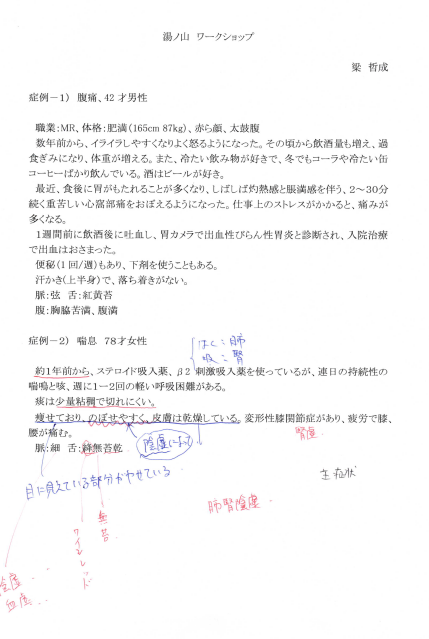 湯ノ山　ワークショップ
梁　哲成
症例－1）　腹痛、42 才男性
職業：MR、体格：肥満（165cm 87kg）、赤ら顔、太鼓腹
数年前から、イライラしやすくなりよく怒るようになった。その頃から飲酒量も増え、過
食ぎみになり、体重が増える。また、冷たい飲み物が好きで、冬でもコーラや冷たい缶
コーヒーばかり飲んでいる。酒はビールが好き。
最近、食後に胃がもたれることが多くなり、しばしば灼熱感と脹満感を伴う、2～30分
続く重苦しい心窩部痛をおぼえるようになった。仕事上のストレスがかかると、痛みが
多くなる。
1週間前に飲酒後に吐血し、胃カメラで出血性びらん性胃炎と診断され、入院治療
で出血はおさまった。
便秘（1 回/週）もあり、下剤を使うこともある。
汗かき（上半身）で、落ち着きがない。
脈：弦　舌：紅黄苔
腹：胸脇苦満、腹満
症例－2）　喘息　78才女性
はく：肺
吸：腎
約1年前から、ステロイド吸入薬、β2 刺激吸入薬を使っているが、連日の持続性の
喘鳴と咳、週に1－2回の軽い呼吸困難がある。
痰は少量粘稠で切れにくい。
痩せており、のぼせやすく、皮膚は乾燥している。変形性膝関節症があり、疲労で膝、
腰が痛む。
腎虚
脈：細　舌：絳無苔乾
陰虚になって
目に見えている部分がやせている
主症状
肺腎陰虚
無苔
ワインレッド
陰虚
血虚